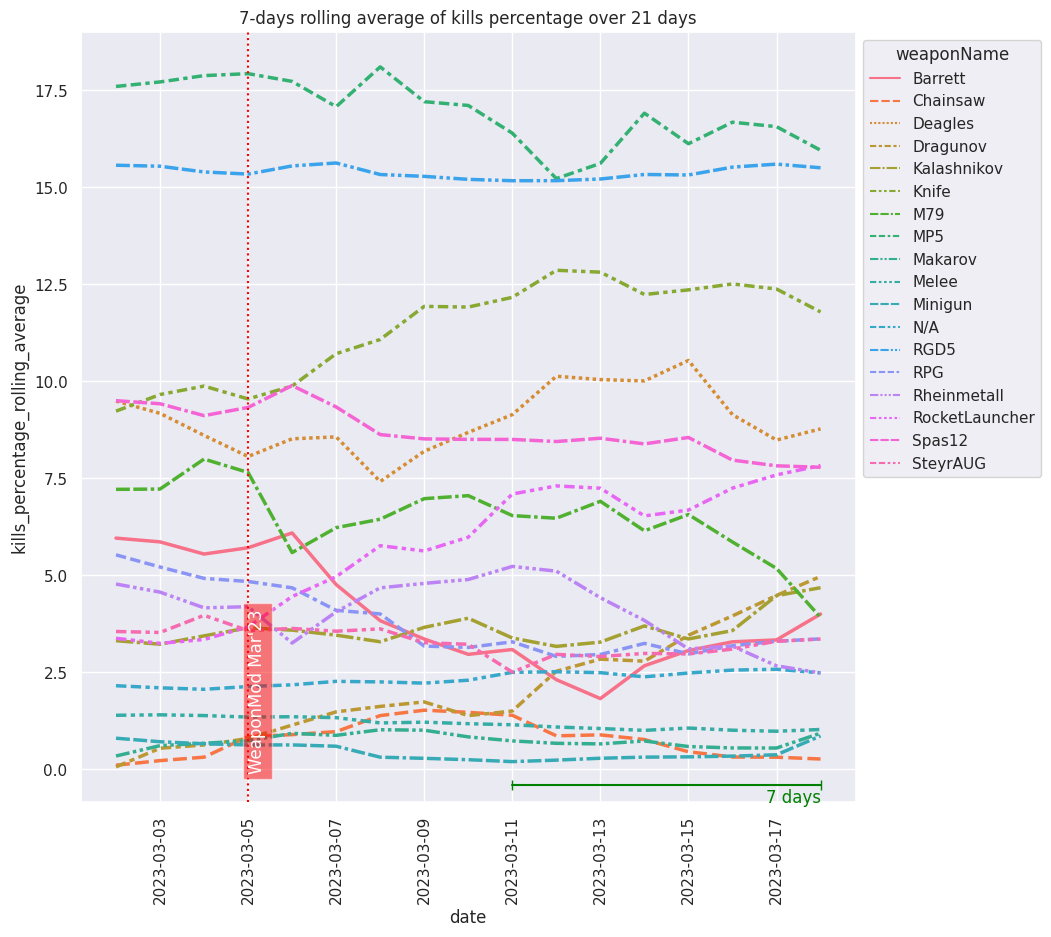 7-days rolling average of kills percentage over 21 days
kills_percentage_rolling_average
17.5
15.0
12.5
10.0
7.5
5.0
2.5
0.0
WeaponMod Mar'23
7 days
2023-03-03
2023-03-05
2023-03-07
2023-03-09
2023-03-11
2023-03-13
2023-03-15
2023-03-17
date
weaponName
Barrett
Chainsaw
Deagles
Dragunov
Kalashnikov
Knife
M79
MP5
Makarov
Melee
Minigun
N/A
RGD5
RPG
Rheinmetall
RocketLauncher
Spas12
SteyrAUG